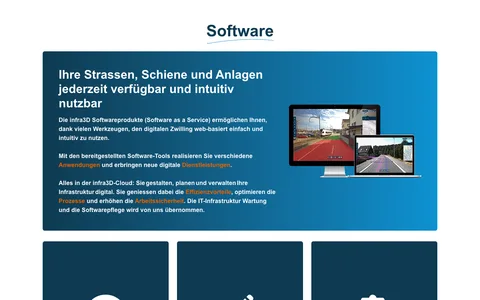 Software
Ihre Strassen, Schiene und Anlagen
jederzeit verfügbar und intuitiv
nutzbar
Die infra3D Softwareprodukte (Software as a Service) ermöglichen Ihnen,
dank vielen Werkzeugen, den digitalen Zwilling web-basiert einfach und
intuitiv zu nutzen.
Mit den bereitgestellten Software-Tools realisieren Sie verschiedene
Anwendungen und erbringen neue digitale Dienstleistungen.
Alles in der infra3D-Cloud: Sie gestalten, planen und verwalten Ihre
Infrastruktur digital. Sie geniessen dabei die Effizienzvorteile, optimieren die
Prozesse und erhöhen die Arbeitssicherheit. Die IT-Infrastruktur Wartung
und die Softwarepflege wird von uns übernommen.